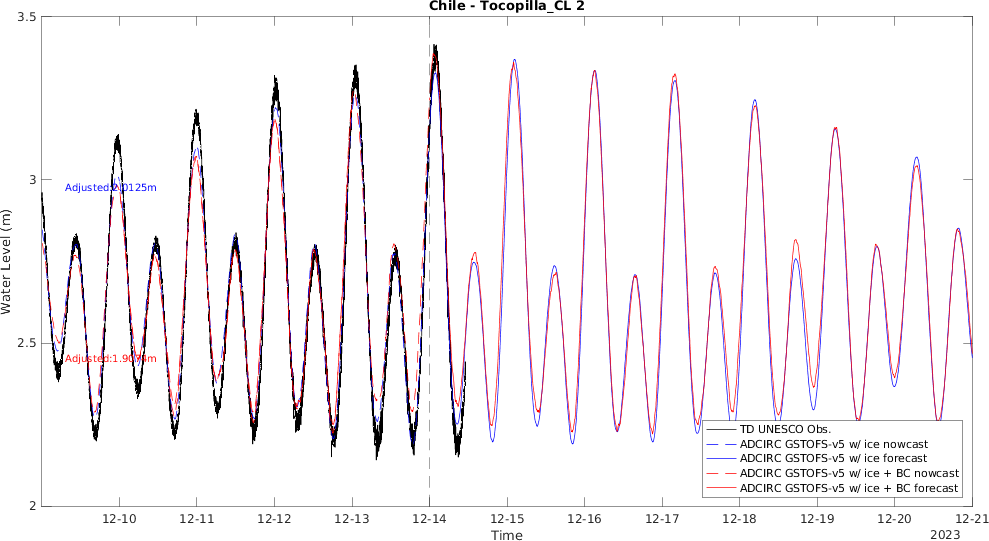 Chile - Tocopilla_CL 2
3.5
3
2.5
2
Water Level (m)
Adjusted:2.0125m
TD UNESCO Obs.
ADCIRC GSTOFS-v5 w/ ice nowcast
ADCIRC GSTOFS-v5 w/ ice forecast
ADCIRC GSTOFS-v5 w/ ice + BC nowcast
ADCIRC GSTOFS-v5 w/ ice + BC forecast
12-10 12-11 12-12 12-13 12-14 12-15 12-16 12-17 12-18 12-19 12-20 12-21
Time
2023